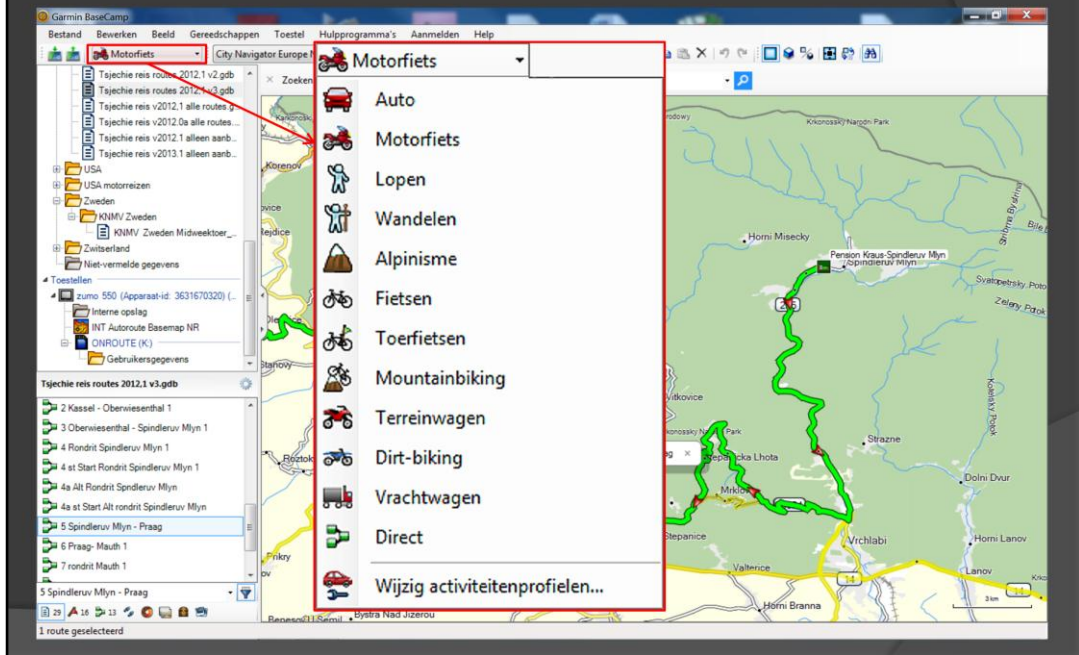 Garmin BaseCamp
Bestand Bewerken Beeld Gereedschappen Toestel Hulpprogramma's Aanmelden Help
Motorfiets City Navigator Europe N
Tsjechie reis routes 2012,1 v2.gdb
Tsjechie reis routes 2012,1 v3.gdb
Tsjechie reis v2012,1 alle routes.g
Tsjechie reis v2012.0a alle routes...
Tsjechie reis v2012.1 alleen aanb..
Tsjechie reis v2013.1 alleen aanb..
USA
USA motorreizen
Zweden
KNMV Zweden
KNMV Zweden Midweektoer_..
Zwitserland
Niet-vermelde gegevens
Toestellen
zumo 550 (Apparaat-id: 3631670320) (..
Interne opslag
INT Autoroute Basemap NR
ONROUTE (K:)
Gebruikersgegevens
Tsjechie reis routes 2012,1 v3.gdb
2 Kassel - Oberwiesenthal 1
3 Oberwiesenthal - Spindleruv Mlyn 1
4 Rondrit Spindleruv Mlyn 1
4 st Start Rondrit Spindleruv Mlyn 1
4a Alt Rondrit Spndleruv Mlyn
4a st Start Alt rondrit Spindleruv Mlyn
5 Spindleruv Mlyn - Praag
6 Praag- Mauth 1
7 rondrit Mauth 1
5 Spindleruv Mlyn - Praag
29 16 13
1 route geselecteerd
Zoeken
Motorfiets
Auto
Motorfiets
Lopen
Wandelen
Alpinisme
Fietsen
Toerfietsen
Mountainbiking
Terreinwagen
Dirt-biking
Vrachtwagen
Direct
Wijzig activiteitenprofielen...
Korenov
Rejdice
Stanovy
Roztok
Prikry
Bystra Nad Jizerou
Krkonossky Narodni Park
Horni Misecky
Pension Kraus-Spindleruv Mlyn
Spindleruv Mlyn
Svatopetrsky Poto
Zeleny Potok
Stribrna Bystrina
Kotelsky Potok
Vitkovice
Strazne
Dolni Dvur
Vrchlabi
Horni Lanov
Lanov
Stepanice
Valterice
Horni Branna
14
3 km